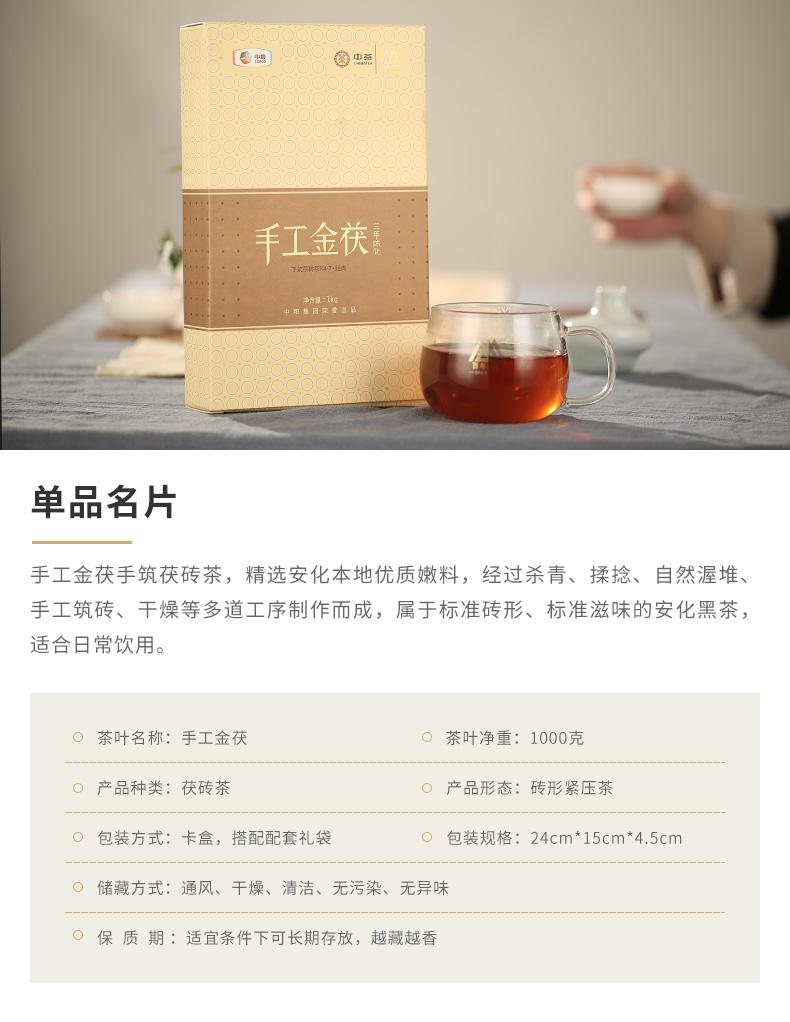 中粮
COFCO
中茶
CHINATEA
手工金茯
三年陈化
净含量：1kg
中粮集团荣誉出品
单品名片
手工金茯手筑茯砖茶，精选安化本地优质嫩料，经过杀青、揉捻、自然渥堆、
手工筑砖、干燥等多道工序制作而成，属于标准砖形、标准滋味的安化黑茶，
适合日常饮用。
茶叶名称：手工金茯
茶叶净重：1000克
产品种类：茯砖茶
产品形态：砖形紧压茶
包装方式：卡盒，搭配配套礼袋
包装规格：24cm*15cm*4.5cm
储藏方式：通风、干燥、清洁、无污染、无异味
保 质 期 ：适宜条件下可长期存放，越藏越香